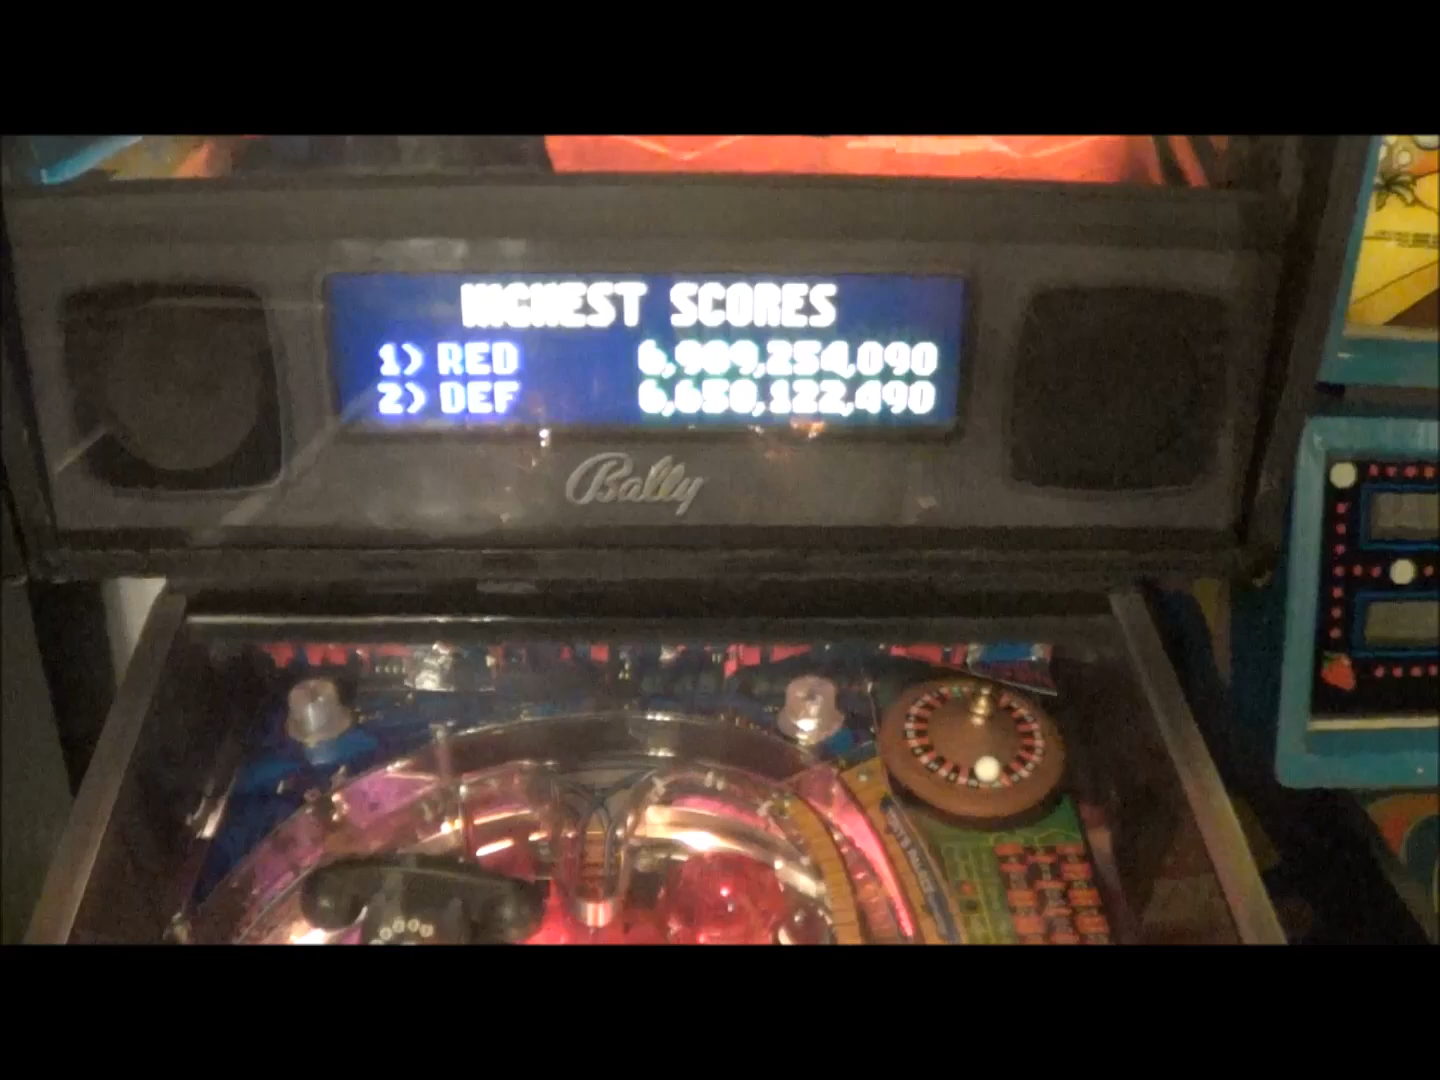 HIGHEST SCORES
1) RED 6,909,254,090
2) DEF 6,650,122,490
Bally